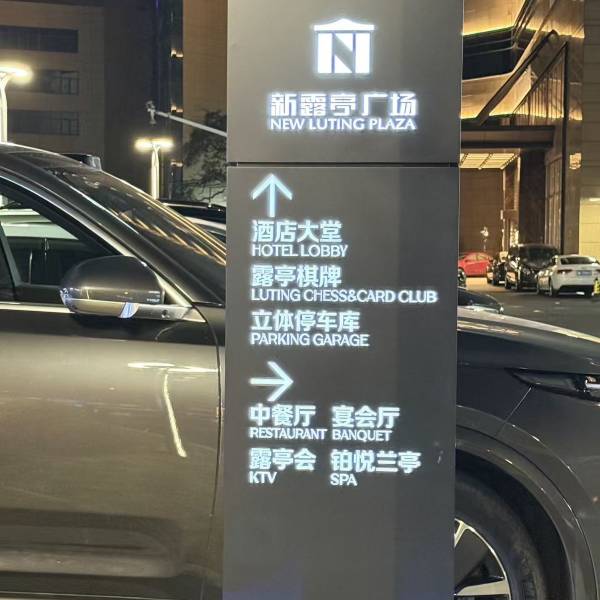 N
新露亭广场
NEW LUTING PLAZA
酒店大堂
HOTEL LOBBY
露亭棋牌
LUTING CHESS&CARD CLUB
立体停车库
PARKING GARAGE
中餐厅 宴会厅
RESTAURANT BANQUET
露亭会 铂悦兰亭
KTV SPA